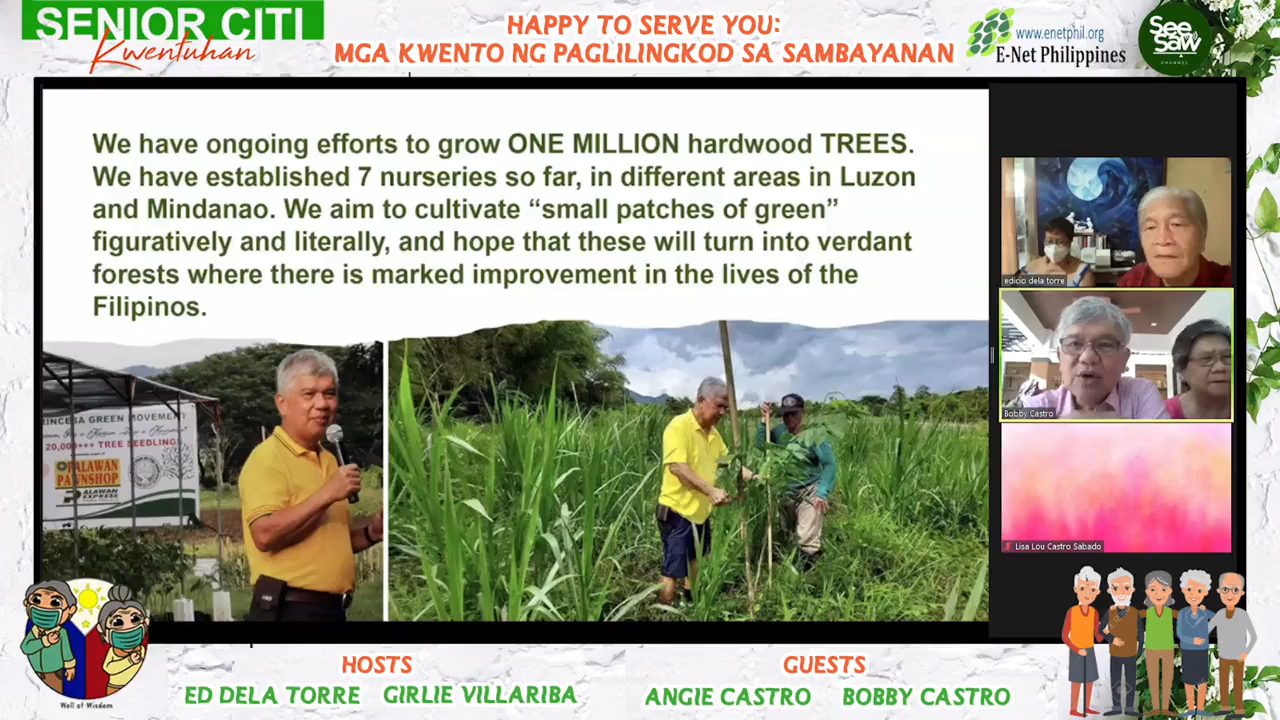 SENIOR CITI
Kwentuhan
HAPPY TO SERVE YOU:
MGA KWENTO NG PAGLILINGKOD SA SAMBAYANAN
www.enetphil.org
E-Net Philippines
See
Saw
CHANNEL
We have ongoing efforts to grow ONE MILLION hardwood TREES.
We have established 7 nurseries so far, in different areas in Luzon
and Mindanao. We aim to cultivate “small patches of green”
figuratively and literally, and hope that these will turn into verdant
forests where there is marked improvement in the lives of the
Filipinos.
RINCESA GREEN MOVEMENT
20,000+++ TREE SEEDLING
PALAWAN
PAWNSHOP
PALAWAN
EXPRESS
edicio dela torre
Bobby Castro
Lisa Lou Castro Sabado
Well of Wisdom
HOSTS
ED DELA TORRE GIRLIE VILLARIBA
GUESTS
ANGIE CASTRO BOBBY CASTRO